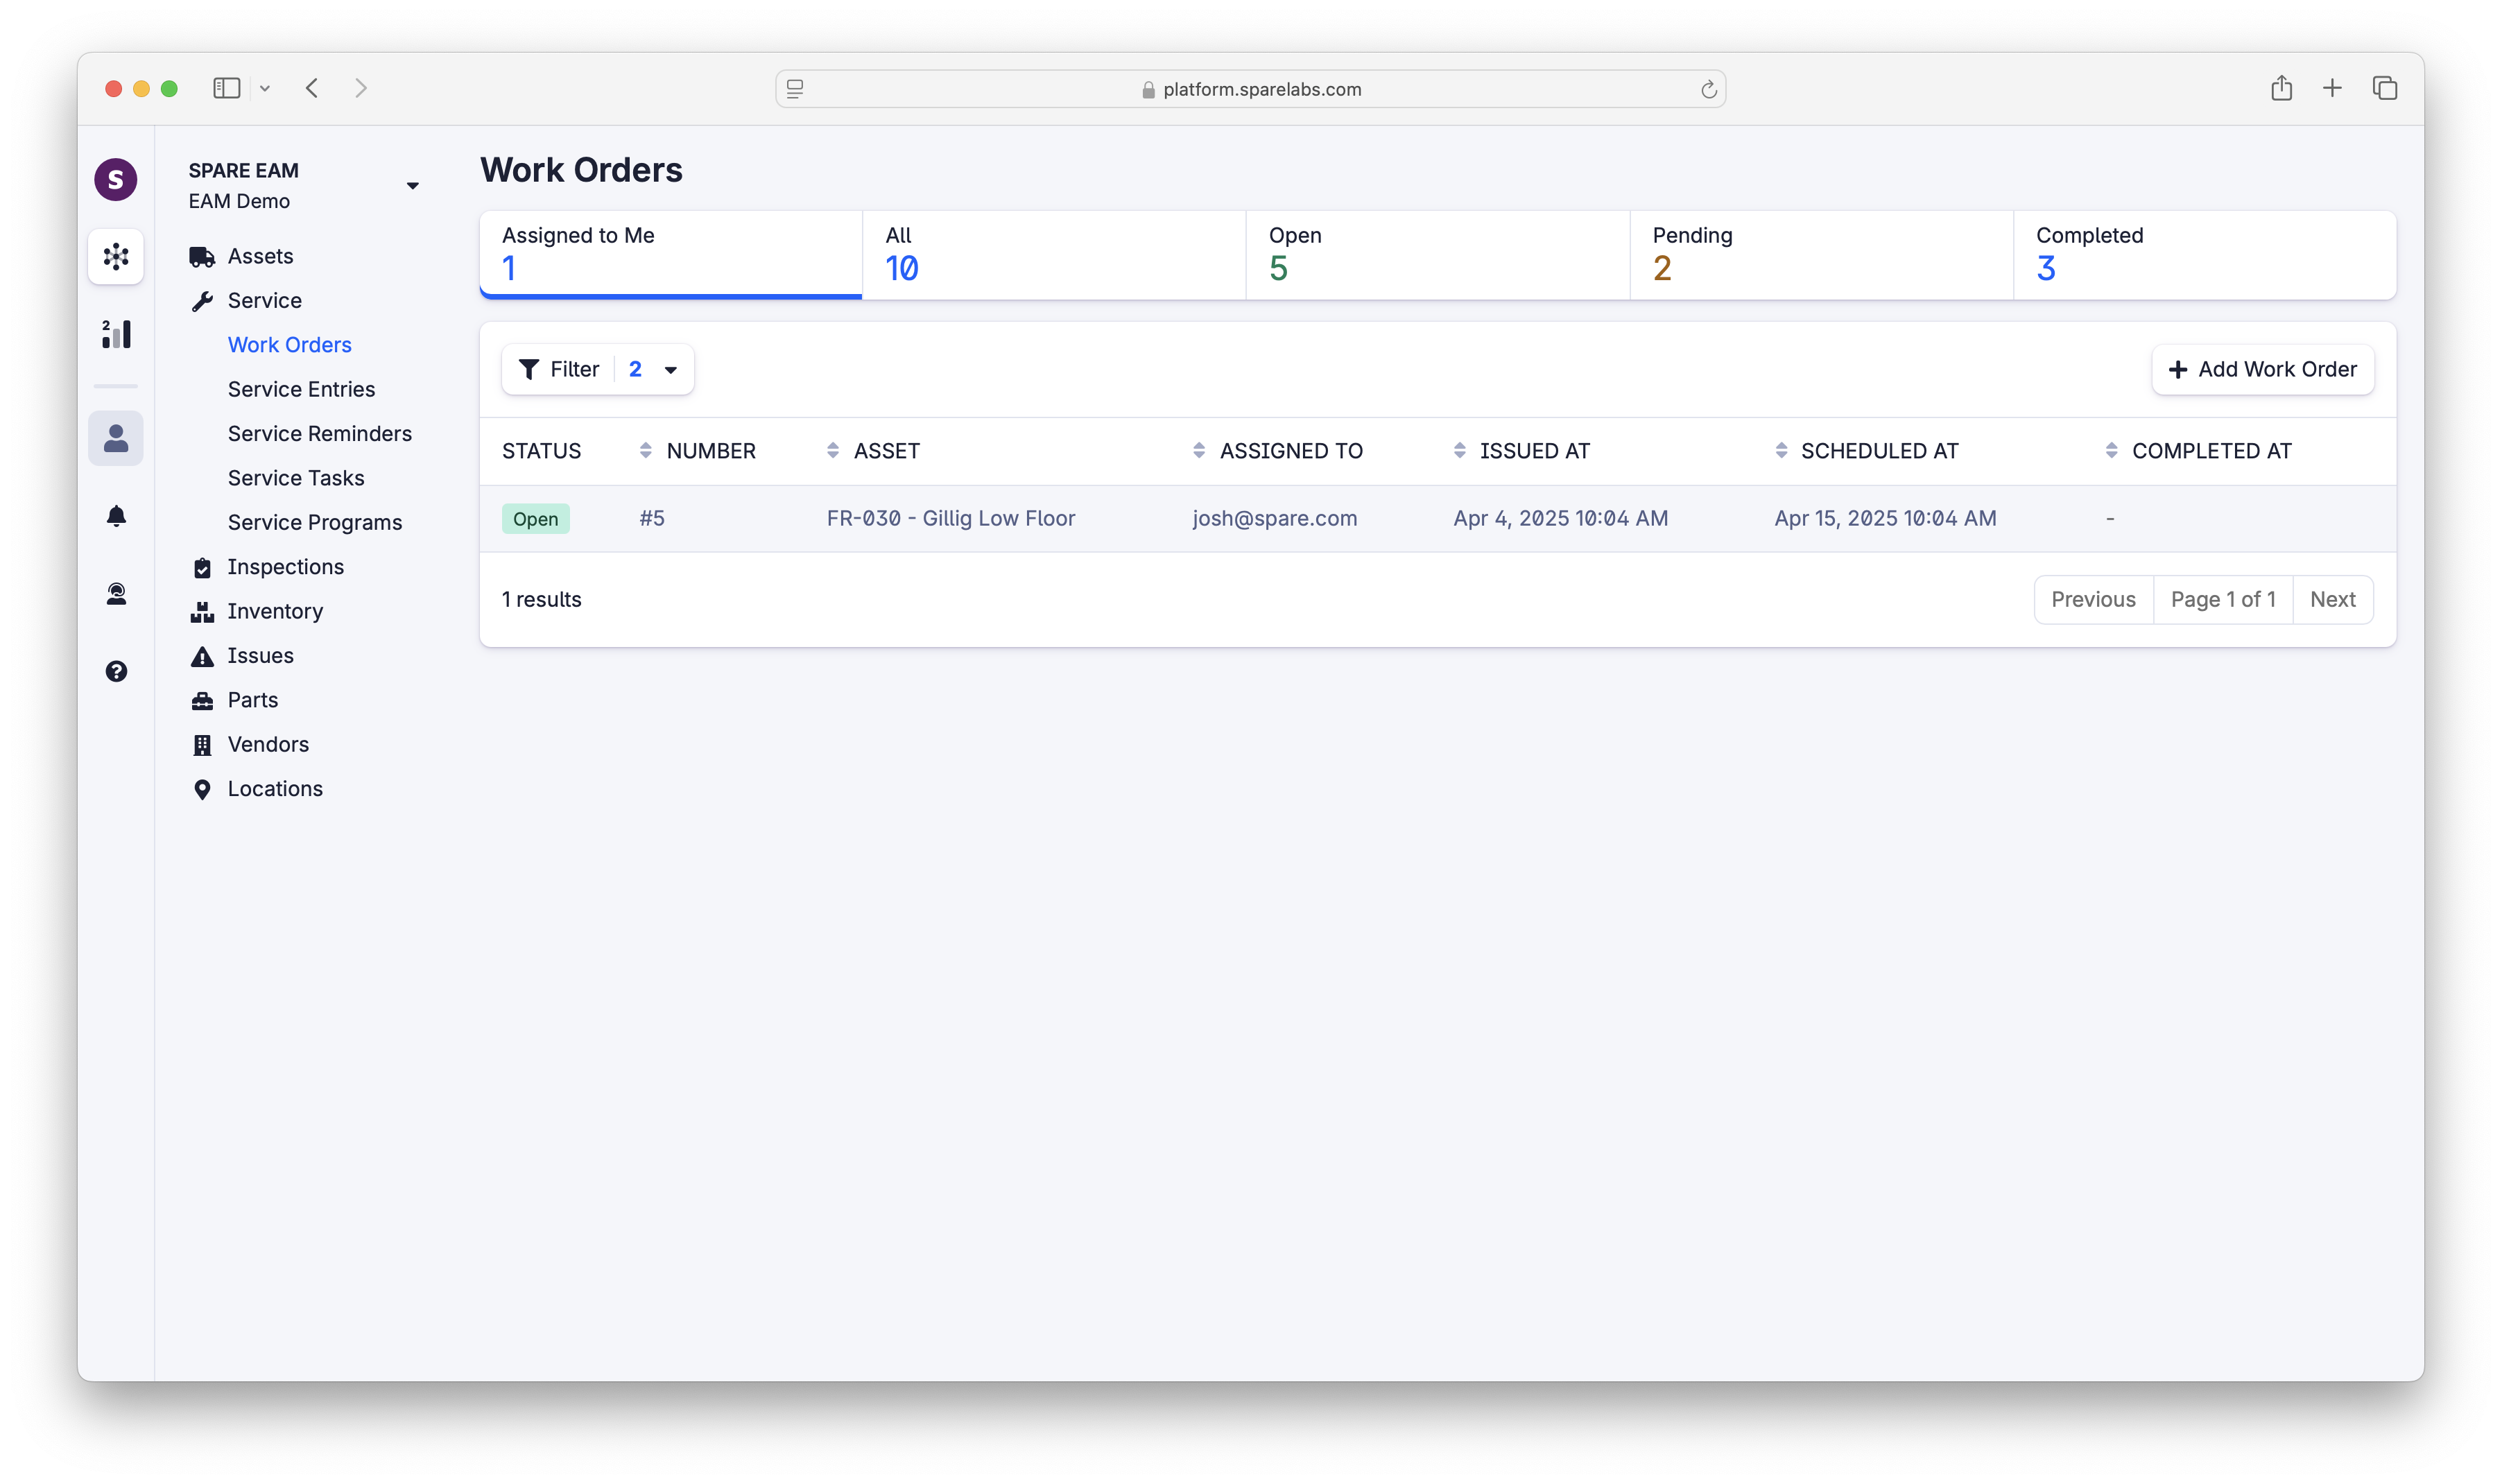 platform.sparelabs.com
S
2
SPARE EAM
EAM Demo
Assets
Service
Work Orders
Service Entries
Service Reminders
Service Tasks
Service Programs
Inspections
Inventory
Issues
Parts
Vendors
Locations
Work Orders
Assigned to Me
1
All
10
Open
5
Pending
2
Completed
3
Filter 2
Add Work Order
STATUS NUMBER ASSET ASSIGNED TO ISSUED AT SCHEDULED AT COMPLETED AT
Open #5 FR-030 - Gillig Low Floor josh@spare.com Apr 4, 2025 10:04 AM Apr 15, 2025 10:04 AM -
1 results
Previous Page 1 of 1 Next